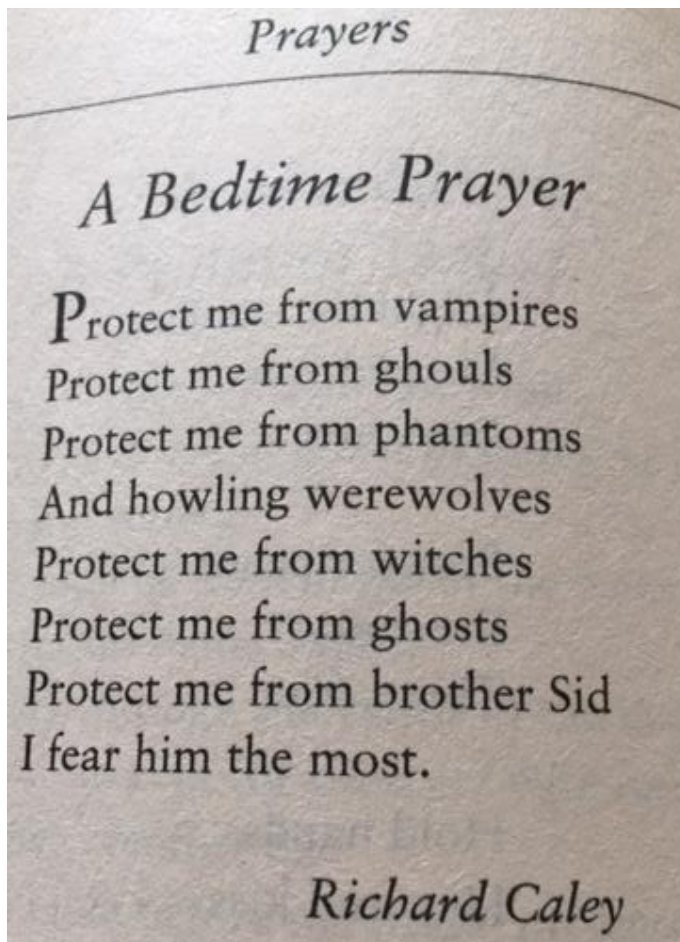 Prayers
A Bedtime Prayer
Protect me from vampires
Protect me from ghouls
Protect me from phantoms
And howling werewolves
Protect me from witches
Protect me from ghosts
Protect me from brother Sid
I fear him the most.
Richard Caley